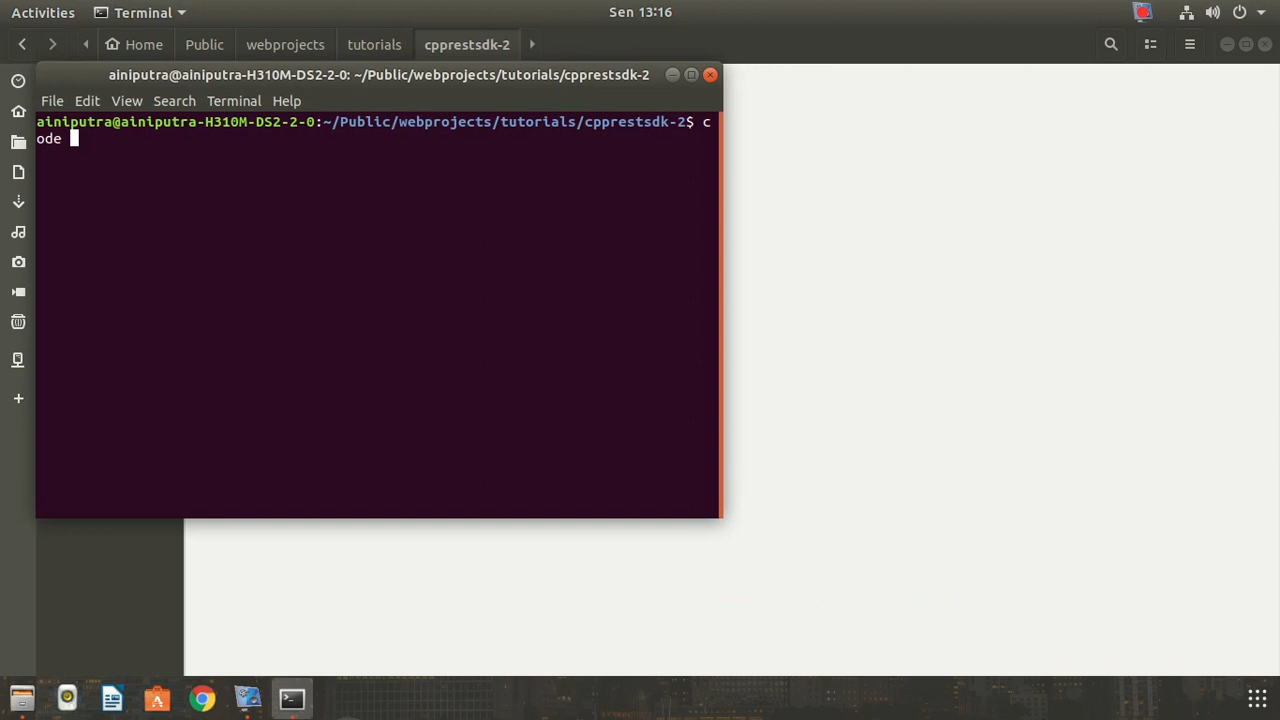 Activities Terminal Sen 13:16
Home Public webprojects tutorials cpprestsdk-2
ainiputra@ainiputra-H310M-DS2-2-0: ~/Public/webprojects/tutorials/cpprestsdk-2
File Edit View Search Terminal Help
ainiputra@ainiputra-H310M-DS2-2-0:~/Public/webprojects/tutorials/cpprestsdk-2$ c
ode